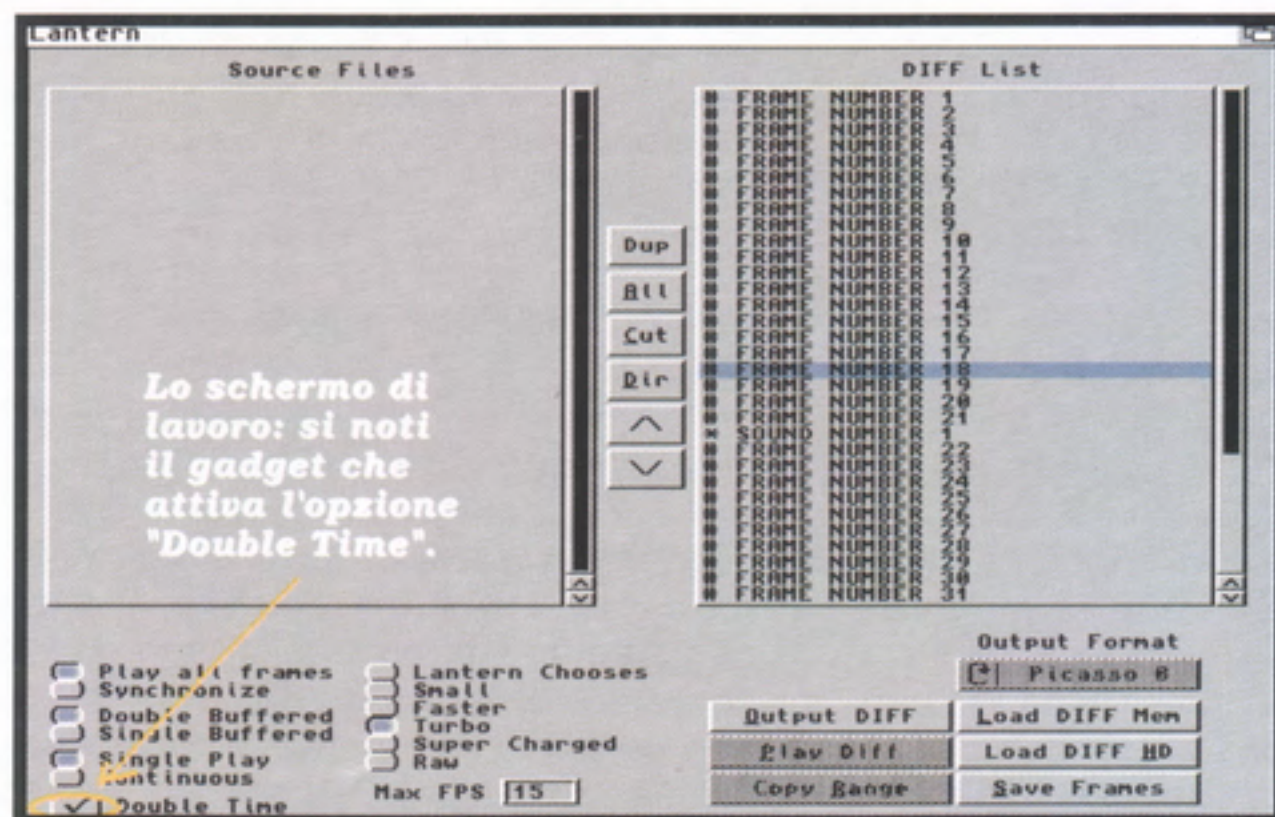 Lantern
Source Files
DIFF List
# FRAME NUMBER 1
# FRAME NUMBER 2
# FRAME NUMBER 3
# FRAME NUMBER 4
# FRAME NUMBER 5
# FRAME NUMBER 6
# FRAME NUMBER 7
# FRAME NUMBER 8
# FRAME NUMBER 9
# FRAME NUMBER 10
# FRAME NUMBER 11
# FRAME NUMBER 12
# FRAME NUMBER 13
# FRAME NUMBER 14
# FRAME NUMBER 15
# FRAME NUMBER 16
# FRAME NUMBER 17
# FRAME NUMBER 18
# FRAME NUMBER 19
# FRAME NUMBER 20
# FRAME NUMBER 21
* SOUND NUMBER 1
# FRAME NUMBER 22
# FRAME NUMBER 23
# FRAME NUMBER 24
# FRAME NUMBER 25
# FRAME NUMBER 26
# FRAME NUMBER 27
# FRAME NUMBER 28
# FRAME NUMBER 29
# FRAME NUMBER 30
# FRAME NUMBER 31
Dup
All
Cut
Dir
Lo schermo di
lavoro: si noti
il gadget che
attiva l'opzione
"Double Time".
Play all frames
Synchronize
Double Buffered
Single Buffered
Single Play
Continuous
Double Time
Lantern Chooses
Small
Faster
Turbo
Super Charged
Raw
Max FPS 15
Output Format
Picasso 8
Output DIFF
Load DIFF Mem
Play Diff
Load DIFF HD
Copy Range
Save Frames